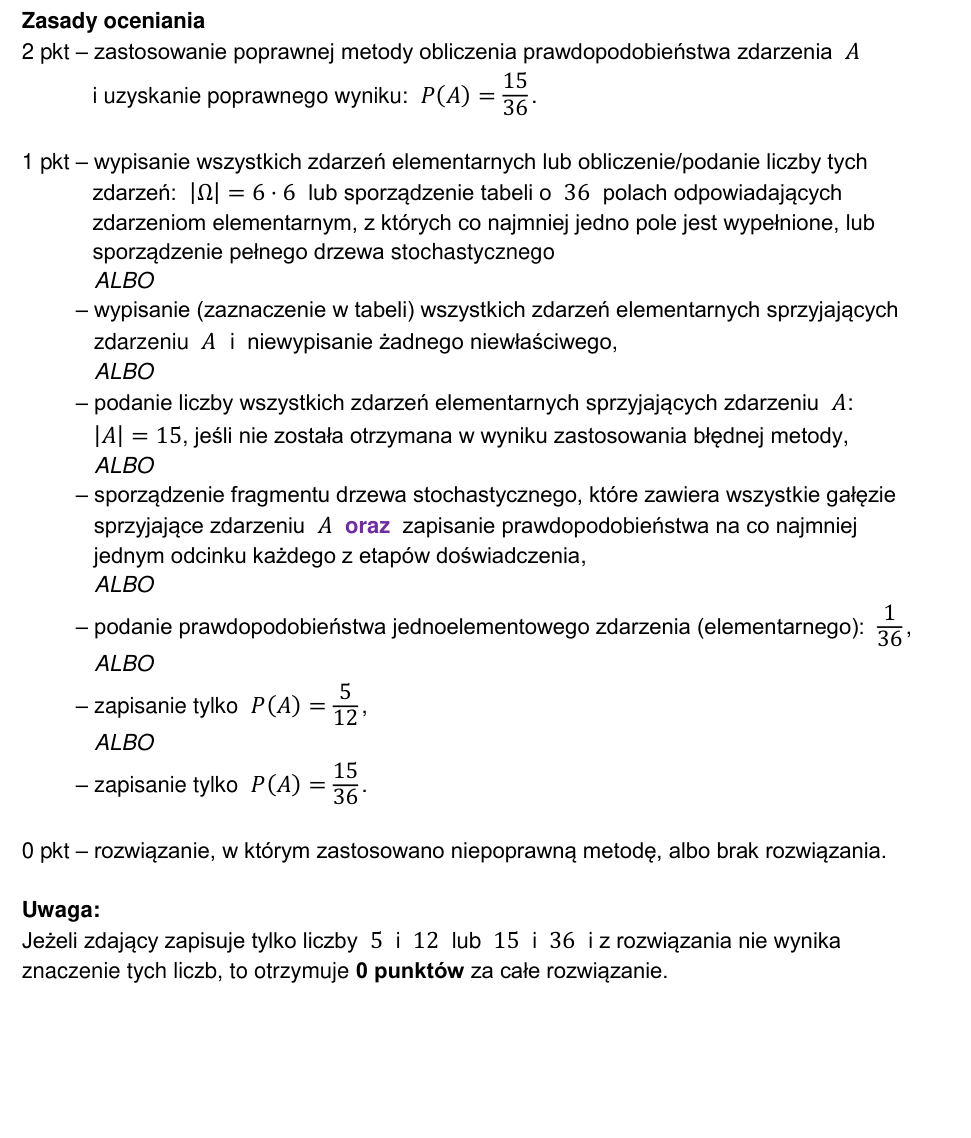 Zasady oceniania
2 pkt – zastosowanie poprawnej metody obliczenia prawdopodobieństwa zdarzenia A
i uzyskanie poprawnego wyniku: P(A) = 15/36.
1 pkt – wypisanie wszystkich zdarzeń elementarnych lub obliczenie/podanie liczby tych
zdarzeń: |Ω| = 6 · 6 lub sporządzenie tabeli o 36 polach odpowiadających
zdarzeniom elementarnym, z których co najmniej jedno pole jest wypełnione, lub
sporządzenie pełnego drzewa stochastycznego
ALBO
– wypisanie (zaznaczenie w tabeli) wszystkich zdarzeń elementarnych sprzyjających
zdarzeniu A i niewypisanie żadnego niewłaściwego,
ALBO
– podanie liczby wszystkich zdarzeń elementarnych sprzyjających zdarzeniu A:
|A| = 15, jeśli nie została otrzymana w wyniku zastosowania błędnej metody,
ALBO
– sporządzenie fragmentu drzewa stochastycznego, które zawiera wszystkie gałęzie
sprzyjające zdarzeniu A oraz zapisanie prawdopodobieństwa na co najmniej
jednym odcinku każdego z etapów doświadczenia,
ALBO
– podanie prawdopodobieństwa jednoelementowego zdarzenia (elementarnego): 1/36,
ALBO
– zapisanie tylko P(A) = 5/12,
ALBO
– zapisanie tylko P(A) = 15/36.
0 pkt – rozwiązanie, w którym zastosowano niepoprawną metodę, albo brak rozwiązania.
Uwaga:
Jeżeli zdający zapisuje tylko liczby 5 i 12 lub 15 i 36 i z rozwiązania nie wynika
znaczenie tych liczb, to otrzymuje 0 punktów za całe rozwiązanie.